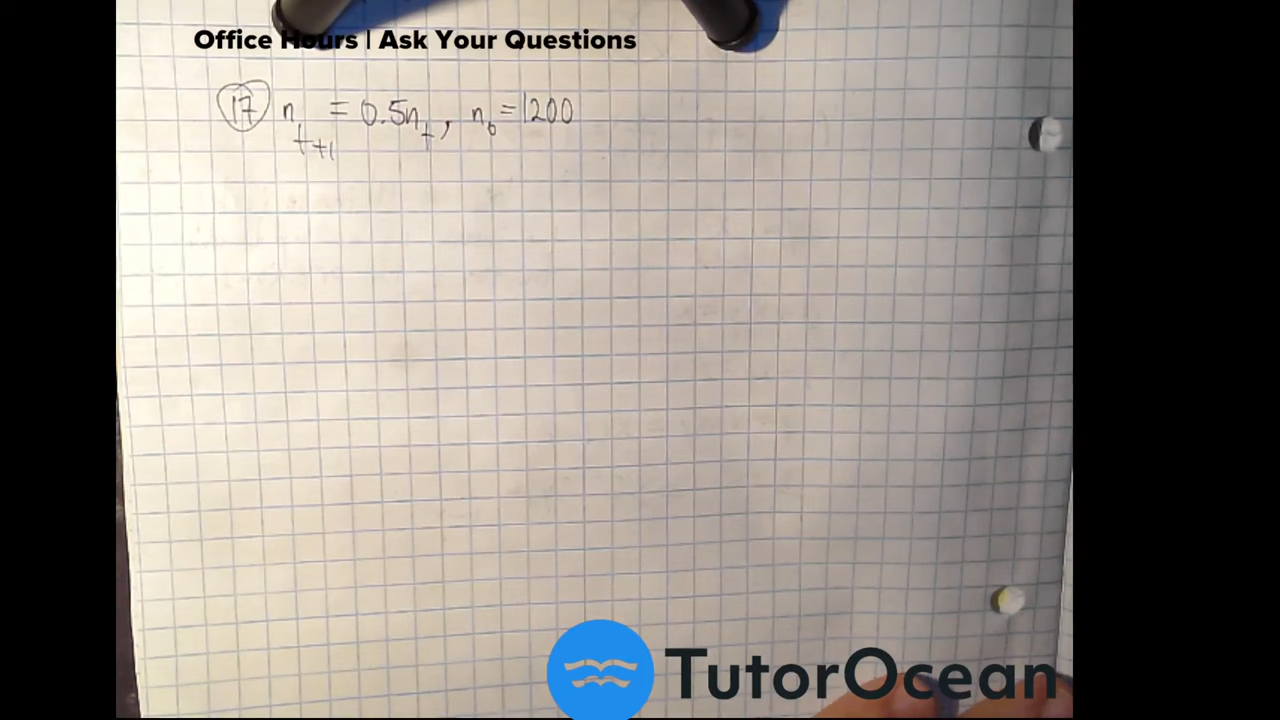 Office Hours | Ask Your Questions
17 n_{t+1} = 0.5n_t, n_0 = 1200
TutorOcean